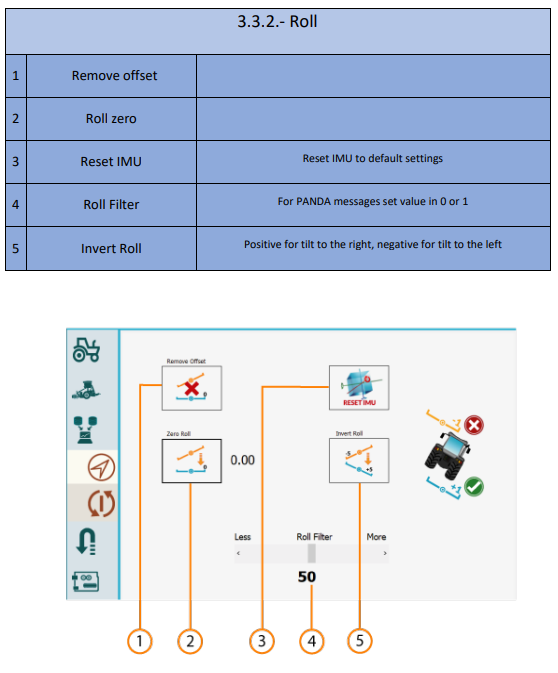 3.3.2.- Roll
1 Remove offset
2 Roll zero
3 Reset IMU Reset IMU to default settings
4 Roll Filter For PANDA messages set value in 0 or 1
5 Invert Roll Positive for tilt to the right, negative for tilt to the left
Remove Offset
0
RESET IMU
-3
Zero Roll
0
0.00
Invert Roll
-5
+5
+3
Less Roll Filter More
< >
50
1 2 3 4 5